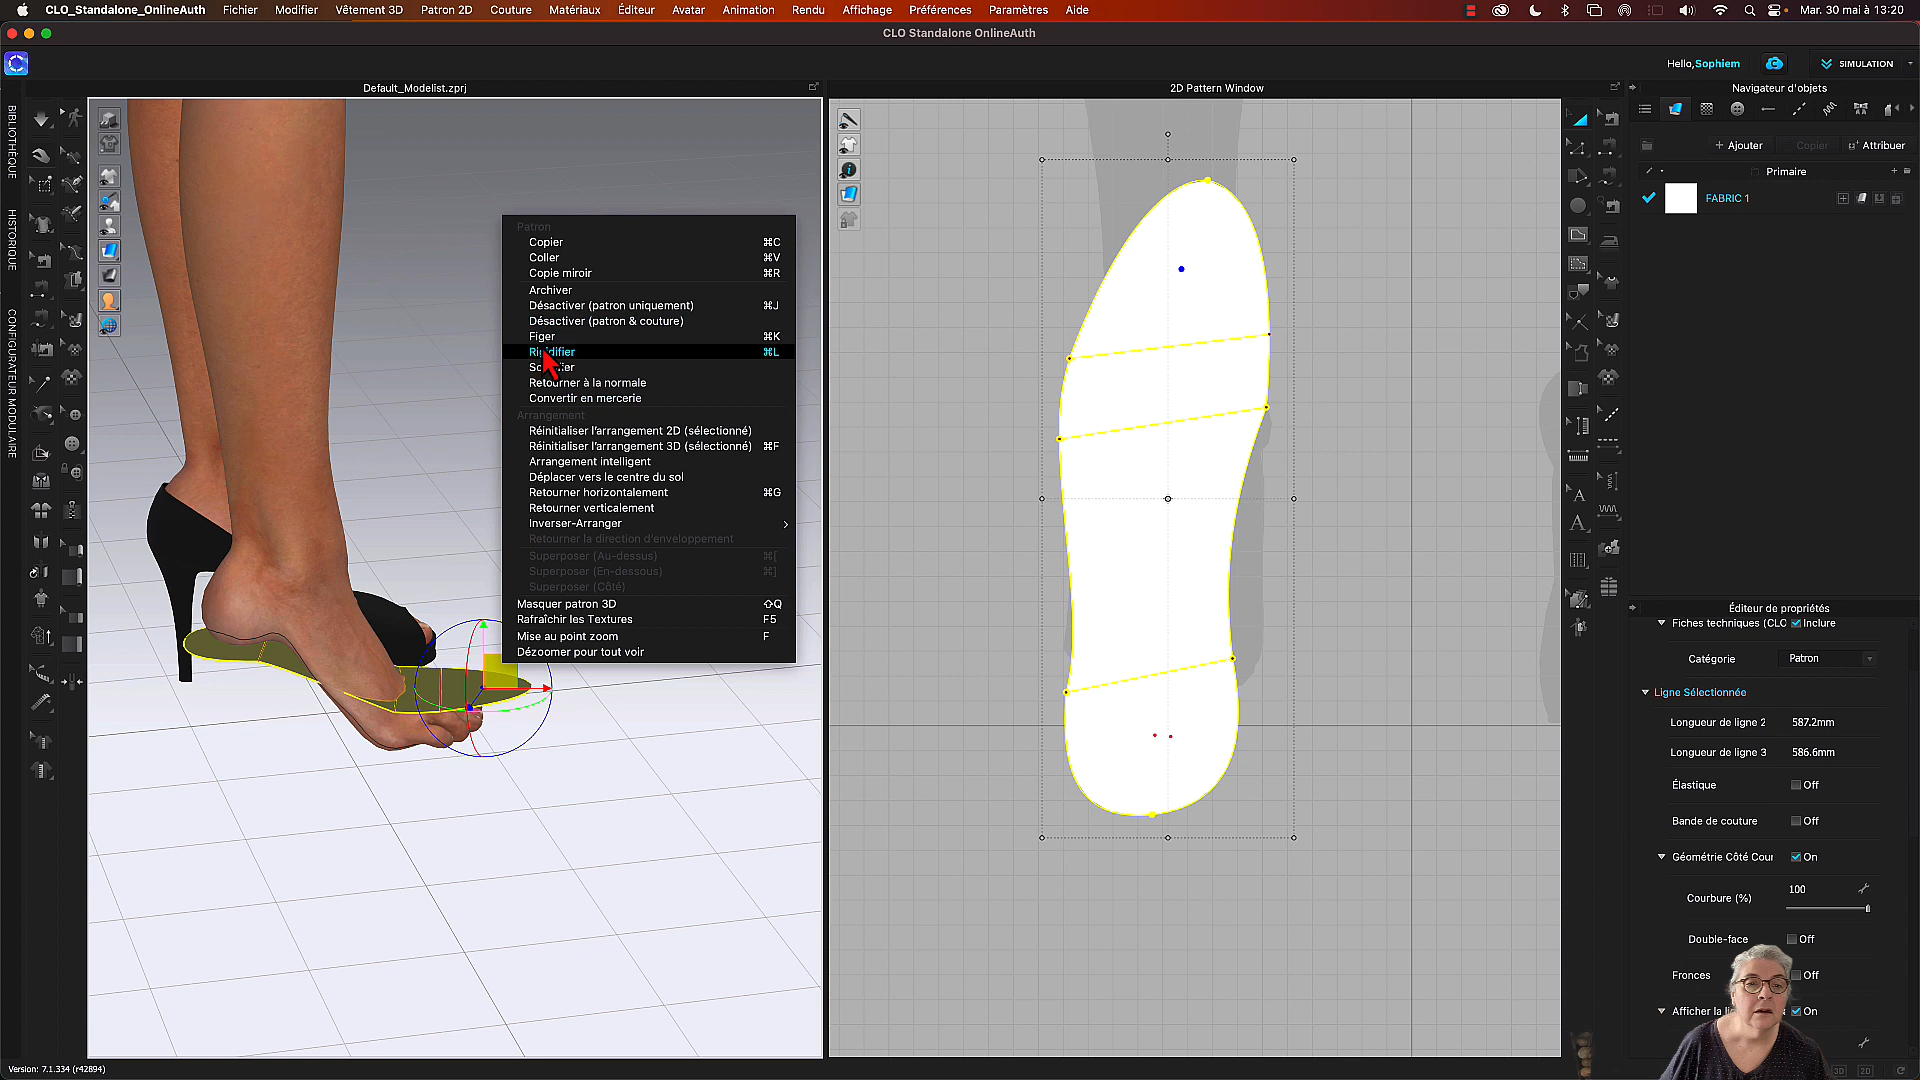 CLO_Standalone_OnlineAuth Fichier Modifier Vêtement 3D Patron 2D Couture Matériaux Éditeur Avatar Animation Rendu Affichage Préférences Paramètres Aide Mar. 30 mai à 13:20
CLO Standalone OnlineAuth
Hello,Sophiem SIMULATION
Default_Modelist.zprj
2D Pattern Window
Navigateur d'objets
+ Ajouter Copier Attribuer
Primaire
FABRIC 1
BIBLIOTHÈQUE
HISTORIQUE
CONFIGURATEUR MODULAIRE
Patron
Copier ⌘C
Coller ⌘V
Copie miroir ⌘R
Archiver
Désactiver (patron uniquement) ⌘J
Désactiver (patron & couture)
Figer ⌘K
Rigidifier ⌘L
Retourner à la normale
Convertir en mercerie
Arrangement
Réinitialiser l'arrangement 2D (sélectionné)
Réinitialiser l'arrangement 3D (sélectionné) ⌘F
Arrangement intelligent
Déplacer vers le centre du sol
Retourner horizontalement ⌘G
Retourner verticalement
Inverser-Arranger
Retourner la direction d'enveloppement
Superposer (Au-dessus) ⌘[
Superposer (En-dessous) ⌘]
Superposer (Côté)
Masquer patron 3D ⇧Q
Rafraîchir les Textures F5
Mise au point zoom F
Dézoomer pour tout voir
Éditeur de propriétés
Fiches techniques (CLO Inclure
Catégorie Patron
Ligne Sélectionnée
Longueur de ligne 2 587.2mm
Longueur de ligne 3 586.6mm
Élastique Off
Bande de couture Off
Géométrie Côté Cour On
Courbure (%) 100
Double-face Off
Fronces Off
Afficher la On
Version: 7.1.334 (r42894)
3D 2D